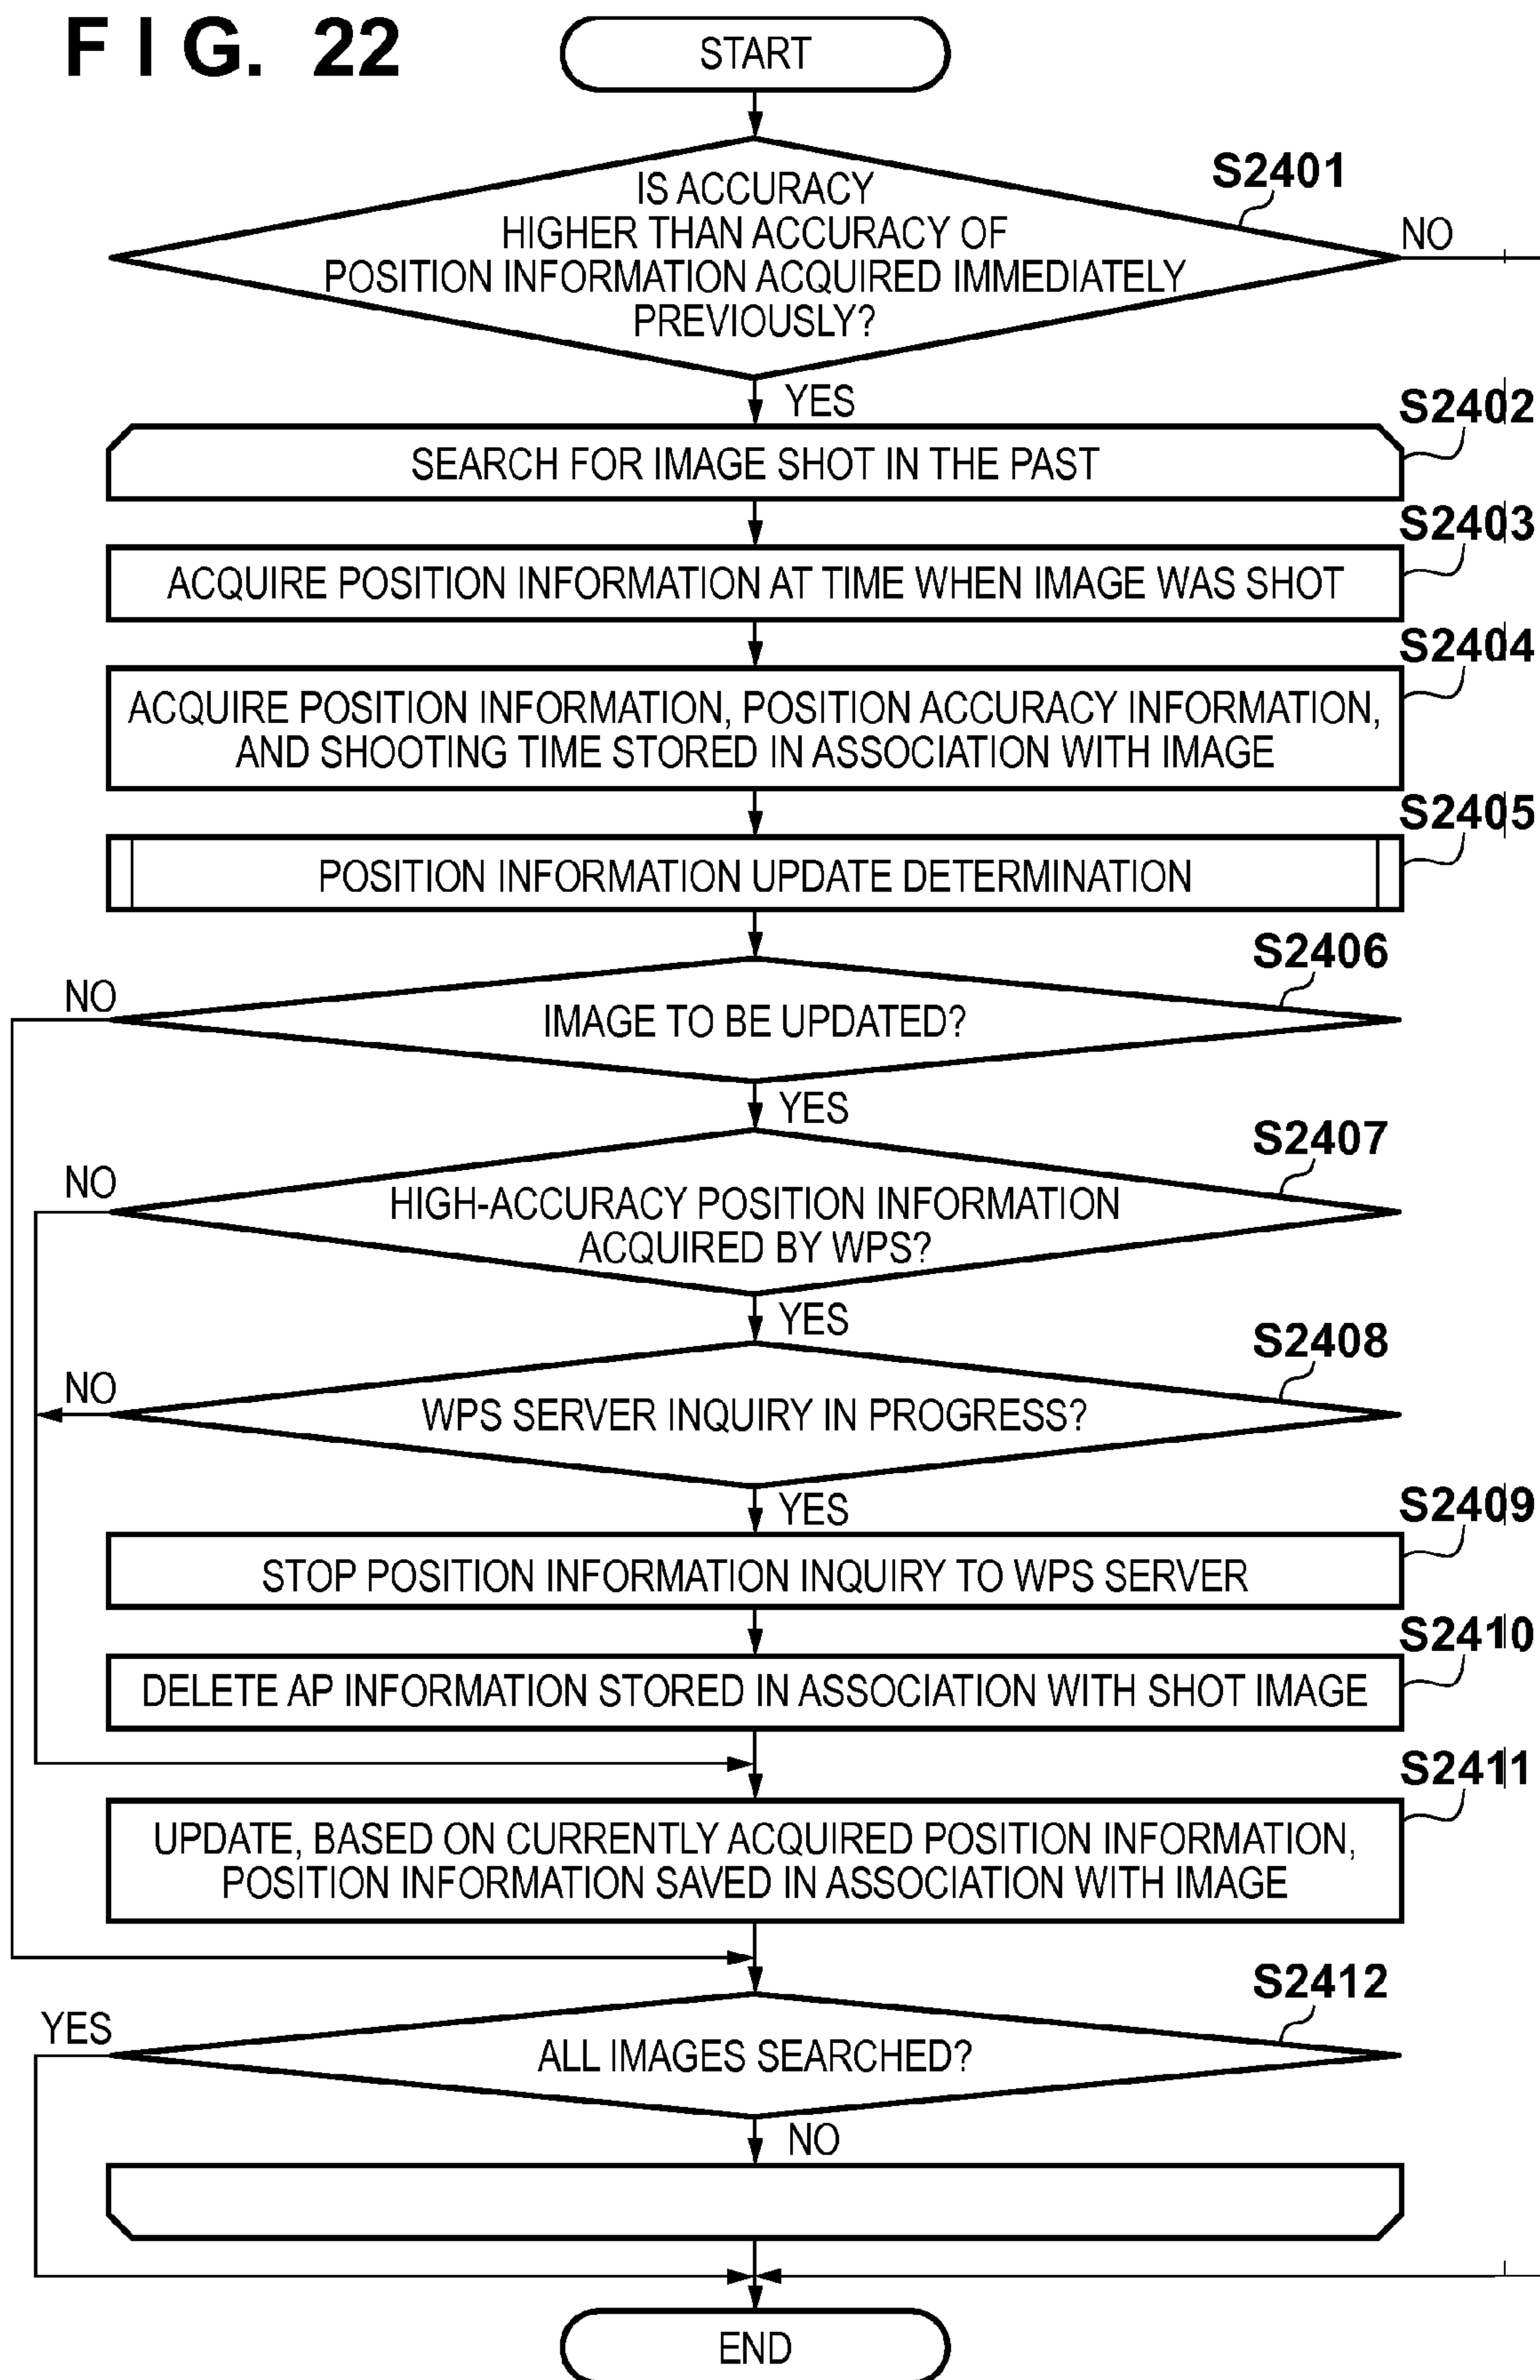 FIG. 22
START
IS ACCURACY
HIGHER THAN ACCURACY OF
POSITION INFORMATION ACQUIRED IMMEDIATELY
PREVIOUSLY?
S2401
NO
YES
S2402
SEARCH FOR IMAGE SHOT IN THE PAST
S2403
ACQUIRE POSITION INFORMATION AT TIME WHEN IMAGE WAS SHOT
S2404
ACQUIRE POSITION INFORMATION, POSITION ACCURACY INFORMATION,
AND SHOOTING TIME STORED IN ASSOCIATION WITH IMAGE
S2405
POSITION INFORMATION UPDATE DETERMINATION
S2406
NO
IMAGE TO BE UPDATED?
YES
S2407
NO
HIGH-ACCURACY POSITION INFORMATION
ACQUIRED BY WPS?
YES
S2408
NO
WPS SERVER INQUIRY IN PROGRESS?
YES
S2409
STOP POSITION INFORMATION INQUIRY TO WPS SERVER
S2410
DELETE AP INFORMATION STORED IN ASSOCIATION WITH SHOT IMAGE
S2411
UPDATE, BASED ON CURRENTLY ACQUIRED POSITION INFORMATION,
POSITION INFORMATION SAVED IN ASSOCIATION WITH IMAGE
S2412
YES
ALL IMAGES SEARCHED?
NO
END